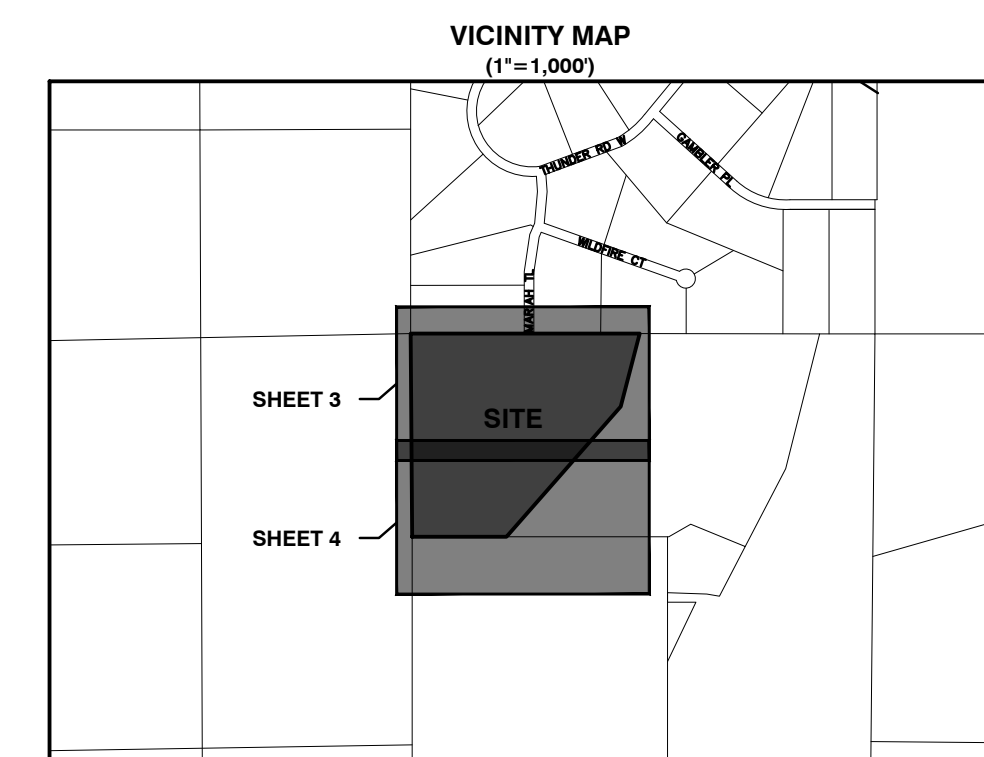 VICINITY MAP
(1"=1,000')
THUNDER RD W
GAMBLER PL
WILDFIRE CT
MARIAH TL
SHEET 3
SITE
SHEET 4